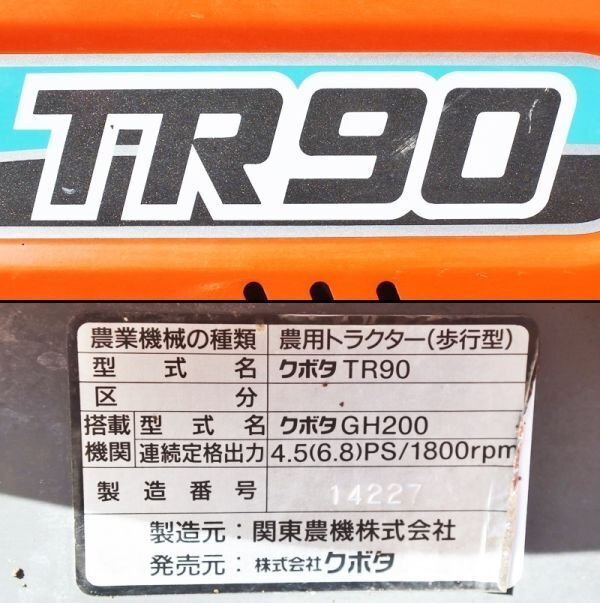 TR90
農業機械の種類 農用トラクター(歩行型)
型式名 クボタ TR90
区分
搭載 型式名 クボタ GH200
機関 連続定格出力 4.5(6.8)PS/1800rpm
製造番号 14227
製造元：関東農機株式会社
発売元：株式会社クボタ